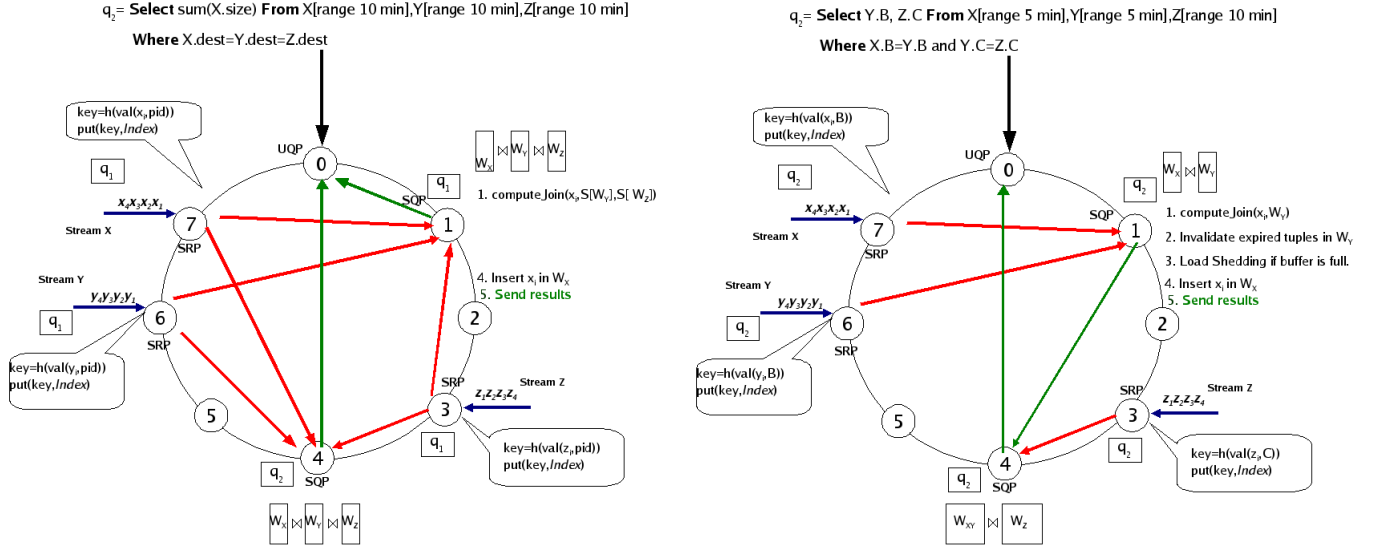 q2= Select sum(X.size) From X[range 10 min],Y[range 10 min],Z[range 10 min]
Where X.dest=Y.dest=Z.dest
key=h(val(xi,pid))
put(key,Index)
UQP
0
WX ⋈ WY ⋈ WZ
q1
q1
SQP
1. compute_Join(xi,S[WY],S[ WZ])
x4x3x2x1
7
1
Stream X
SRP
Stream Y
4. Insert xi in WX
5. Send results
y4y3y2y1
6
2
q1
SRP
key=h(val(yi,pid))
put(key,Index)
SRP
Stream Z
z1z2z3z4
5
3
q1
key=h(val(zi,pid))
put(key,Index)
4
q2
SQP
WX ⋈ WY ⋈ WZ
q2= Select Y.B, Z.C From X[range 5 min],Y[range 5 min],Z[range 10 min]
Where X.B=Y.B and Y.C=Z.C
key=h(val(xi,B))
put(key,Index)
UQP
0
WX ⋈ WY
q2
q2
SQP
1. compute_Join(xi,WY)
x4x3x2x1
7
1
2. Invalidate expired tuples in WY
Stream X
SRP
3. Load Shedding if buffer is full.
Stream Y
4. Insert xi in WX
5. Send results
y4y3y2y1
6
2
q2
SRP
key=h(val(yi,B))
put(key,Index)
SRP
Stream Z
z1z2z3z4
5
3
q2
key=h(val(zi,C))
put(key,Index)
4
q2
SQP
WXY ⋈ WZ